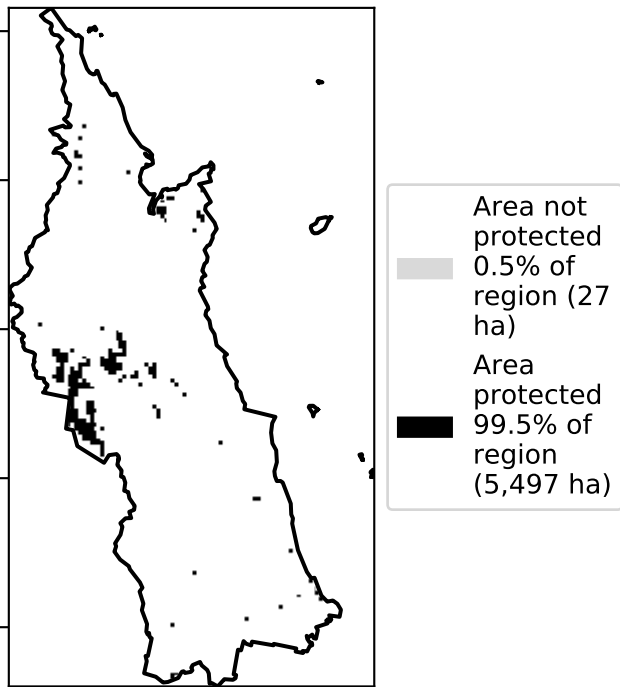 Area not
protected
0.5% of
region (27
ha)
Area
protected
99.5% of
region
(5,497 ha)